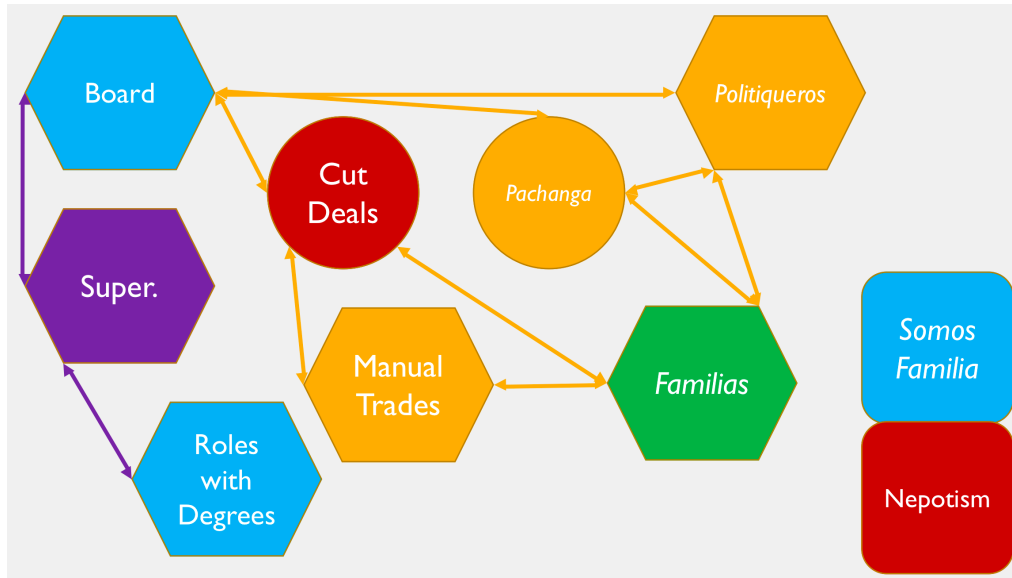 Board
Politiqueros
Cut
Deals
Pachanga
Super.
Manual
Trades
Familias
Somos
Familia
Roles
with
Degrees
Nepotism